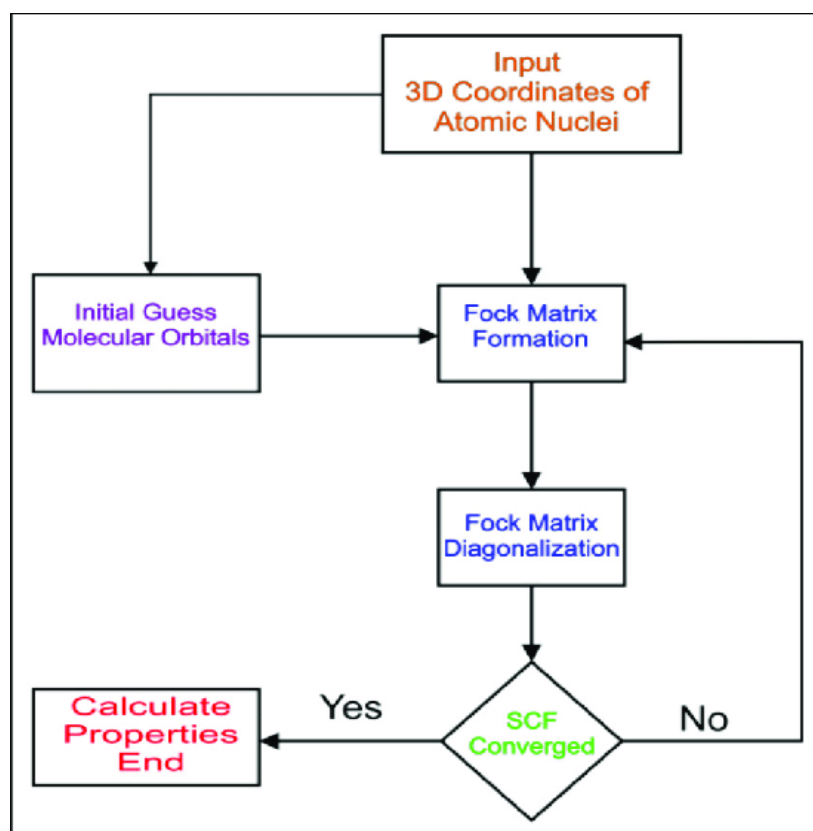 Input
3D Coordinates of
Atomic Nuclei
Initial Guess
Molecular Orbitals
Fock Matrix
Formation
Fock Matrix
Diagonalization
SCF
Converged
Yes
No
Calculate
Properties
End